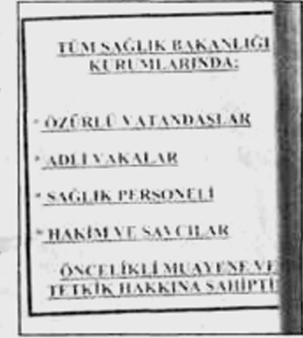 TÜM SAĞLIK BAKANLIĞI
KURUMLARINDA:
* ÖZÜRLÜ VATANDAŞLAR
* ADLİ VAKALAR
* SAĞLIK PERSONELİ
* HAKİM VE SAVCILAR
ÖNCELİKLİ MUAYENE VE
TETKİK HAKKINA SAHİPTİ